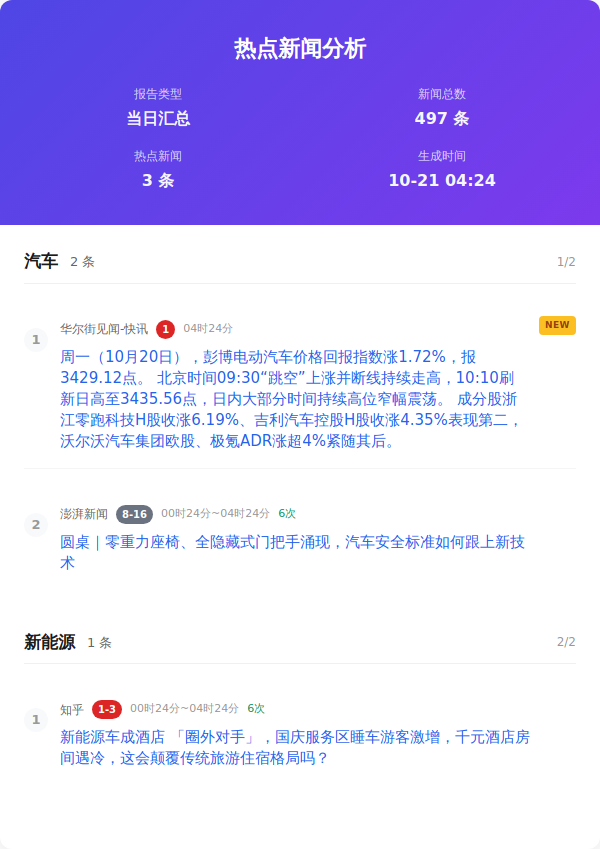 热点新闻分析
报告类型
新闻总数
当日汇总
497 条
热点新闻
生成时间
3 条
10-21 04:24
汽车 2 条 1/2
1 华尔街见闻-快讯 1 04时24分 NEW
周一（10月20日），彭博电动汽车价格回报指数涨1.72%，报
3429.12点。 北京时间09:30“跳空”上涨并断线持续走高，10:10刷
新日高至3435.56点，日内大部分时间持续高位窄幅震荡。 成分股浙
江零跑科技H股收涨6.19%、吉利汽车控股H股收涨4.35%表现第二，
沃尔沃汽车集团欧股、极氪ADR涨超4%紧随其后。
2 澎湃新闻 8-16 00时24分~04时24分 6次
圆桌｜零重力座椅、全隐藏式门把手涌现，汽车安全标准如何跟上新技
术
新能源 1 条 2/2
1 知乎 1-3 00时24分~04时24分 6次
新能源车成酒店 「圈外对手」，国庆服务区睡车游客激增，千元酒店房
间遇冷，这会颠覆传统旅游住宿格局吗？